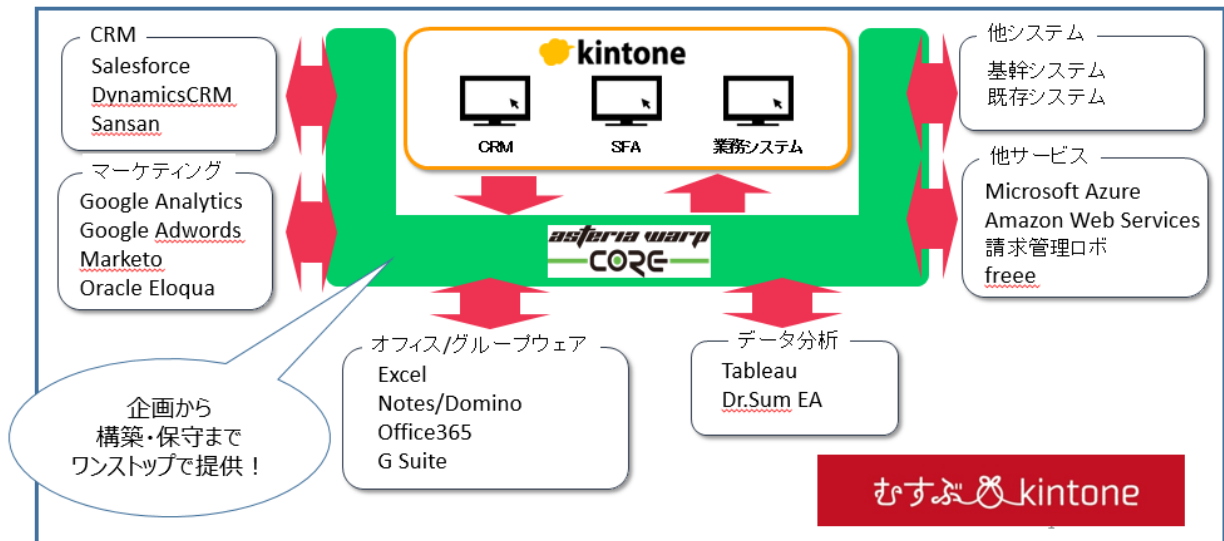 CRM
Salesforce
DynamicsCRM
Sansan
マーケティング
Google Analytics
Google Adwords
Marketo
Oracle Eloqua
kintone
CRM
SFA
業務システム
asteria warp
CORE
他システム
基幹システム
既存システム
他サービス
Microsoft Azure
Amazon Web Services
請求管理ロボ
freee
オフィス/グループウェア
Excel
Notes/Domino
Office365
G Suite
データ分析
Tableau
Dr.Sum EA
企画から
構築・保守まで
ワンストップで提供！
むすぶ kintone